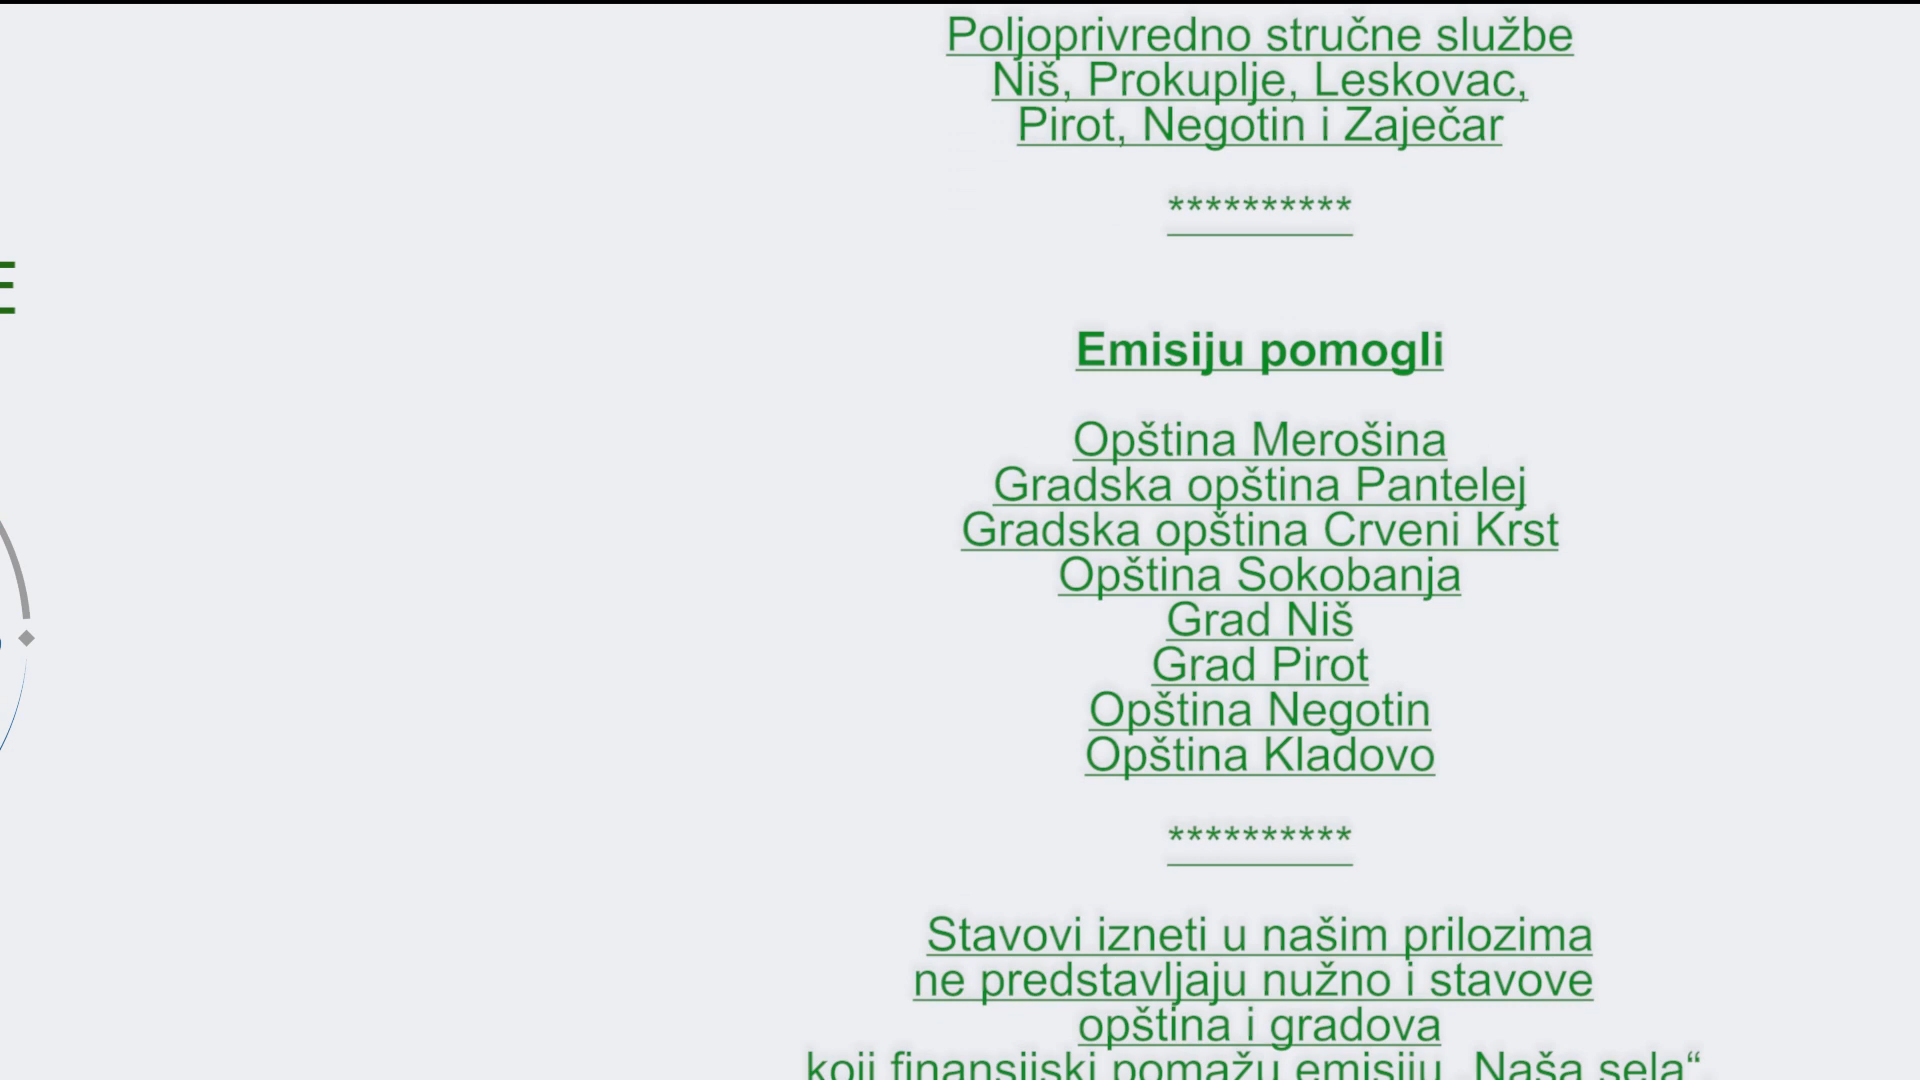 Poljoprivredno stručne službe
Niš, Prokuplje, Leskovac,
Pirot, Negotin i Zaječar
**********
E
Emisiju pomogli
Opština Merošina
Gradska opština Pantelej
Gradska opština Crveni Krst
Opština Sokobanja
Grad Niš
Grad Pirot
Opština Negotin
Opština Kladovo
**********
Stavovi izneti u našim prilozima
ne predstavljaju nužno i stavove
opština i gradova
koji finansijski pomažu emisiju „Naša sela“.